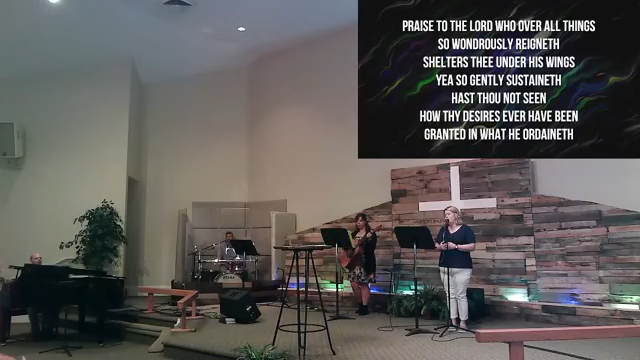 PRAISE TO THE LORD WHO OVER ALL THINGS
SO WONDROUSLY REIGNETH
SHELTERS THEE UNDER HIS WINGS
YEA SO GENTLY SUSTAINETH
HAST THOU NOT SEEN
HOW THY DESIRES EVER HAVE BEEN
GRANTED IN WHAT HE ORDAINETH